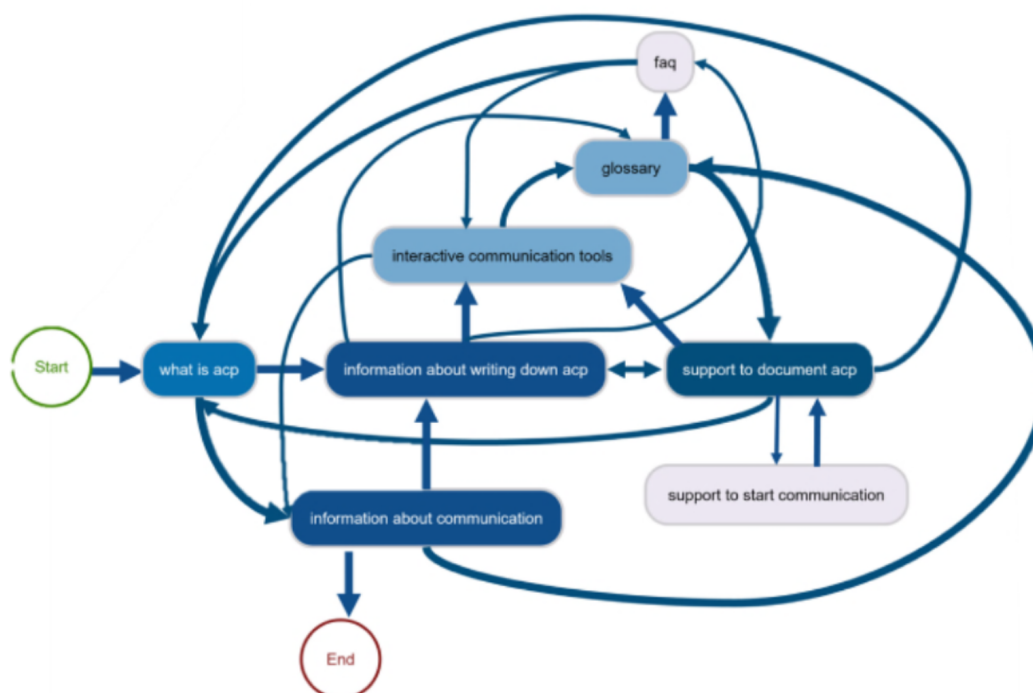 faq
glossary
interactive communication tools
Start
what is acp
information about writing down acp
support to document acp
support to start communication
information about communication
End